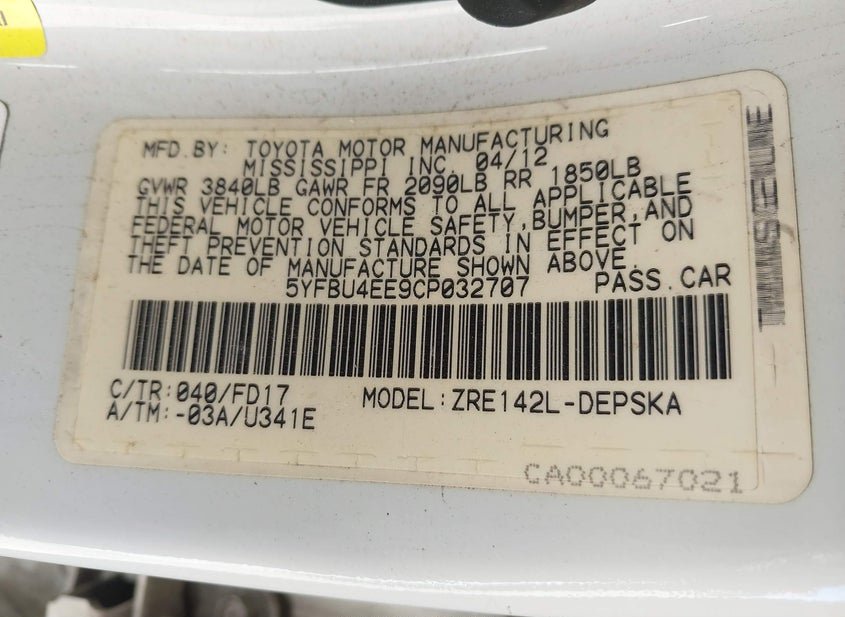 MFD.BY: TOYOTA MOTOR MANUFACTURING
MISSISSIPPI INC. 04/12
GVWR 3840LB GAWR FR 2090LB RR 1850LB
THIS VEHICLE CONFORMS TO ALL APPLICABLE
FEDERAL MOTOR VEHICLE SAFETY,BUMPER,AND
THEFT PREVENTION STANDARDS IN EFFECT ON
THE DATE OF MANUFACTURE SHOWN ABOVE.
5YFBU4EE9CP032707 PASS.CAR
C/TR:040/FD17 MODEL:ZRE142L-DEPSKA
A/TM:-03A/U341E
CA00067021